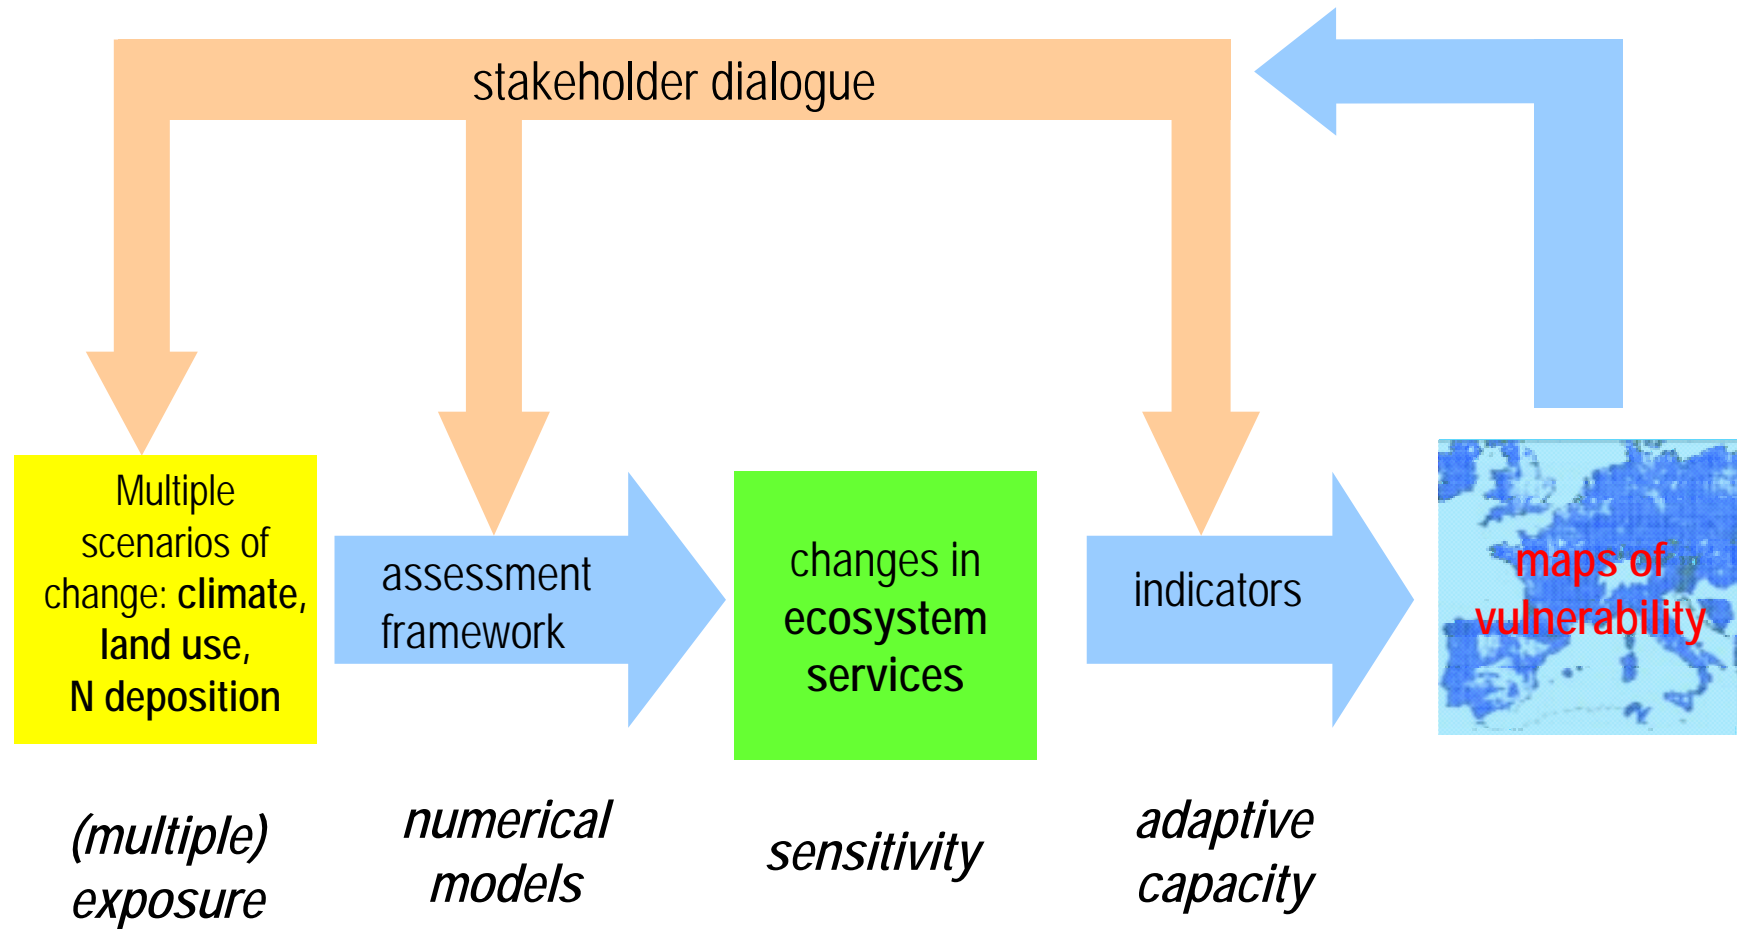 stakeholder dialogue
Multiple
scenarios of
change: climate,
land use,
N deposition
assessment
framework
changes in
ecosystem
services
indicators
maps of
vulnerability
(multiple)
exposure
numerical
models
sensitivity
adaptive
capacity